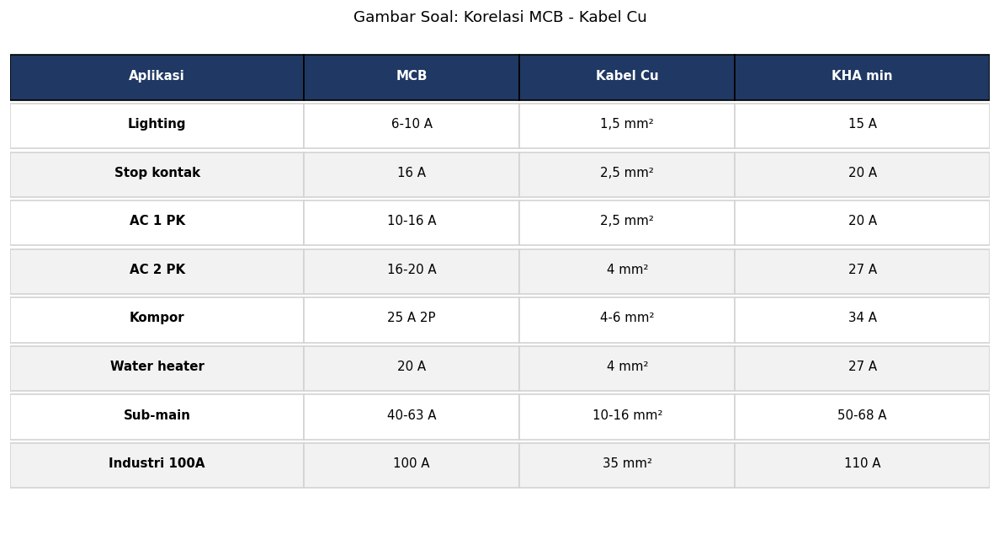 Gambar Soal: Korelasi MCB - Kabel Cu
Aplikasi MCB Kabel Cu KHA min
Lighting 6-10 A 1,5 mm² 15 A
Stop kontak 16 A 2,5 mm² 20 A
AC 1 PK 10-16 A 2,5 mm² 20 A
AC 2 PK 16-20 A 4 mm² 27 A
Kompor 25 A 2P 4-6 mm² 34 A
Water heater 20 A 4 mm² 27 A
Sub-main 40-63 A 10-16 mm² 50-68 A
Industri 100A 100 A 35 mm² 110 A